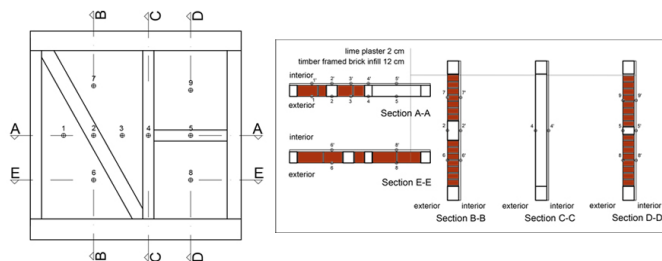 B
C
D
7
9
A
1
2
3
4
5
A
E
6
8
E
B
C
D
lime plaster 2 cm
timber framed brick infill 12 cm
interior
1' 2' 3' 4' 5'
1 2 3 4 5
exterior
Section A-A
interior
6' 8'
6 8
exterior
Section E-E
7 7'
2 2'
6 6'
exterior interior
Section B-B
4 4'
exterior interior
Section C-C
9 9'
5 5'
8 8'
exterior interior
Section D-D